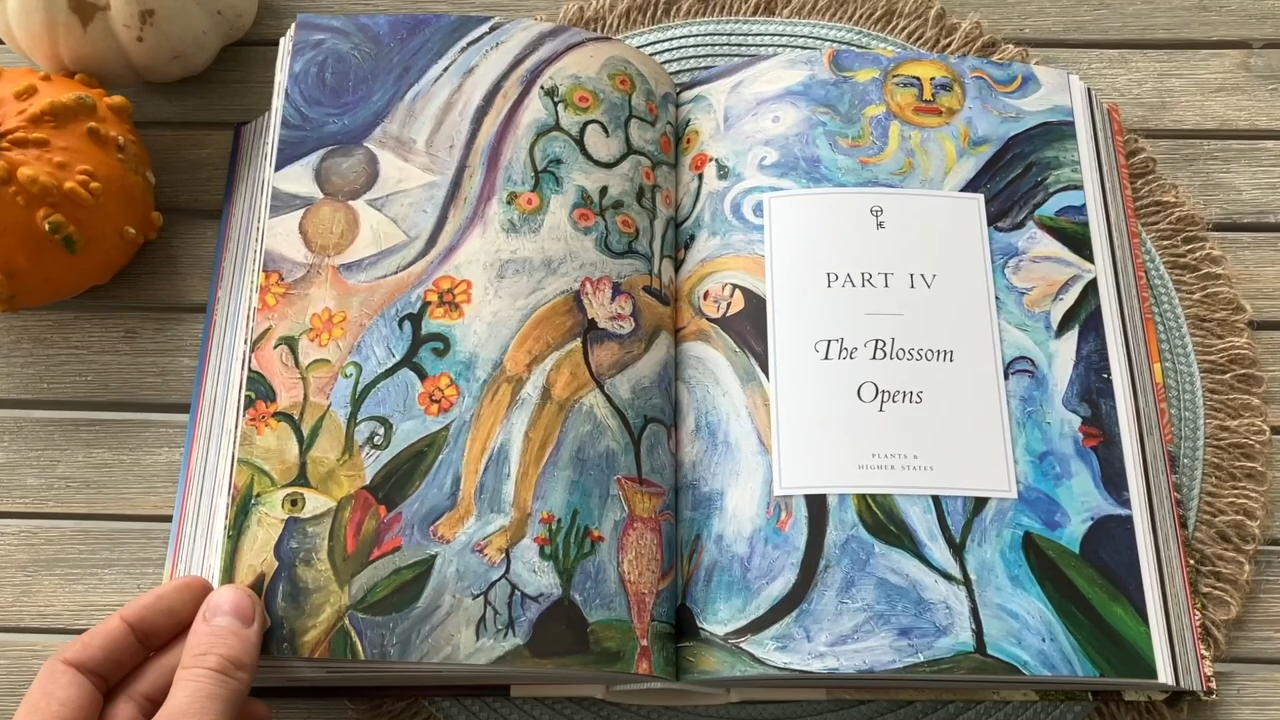 PART IV
The Blossom
Opens
PLANTS &
HIGHER STATES